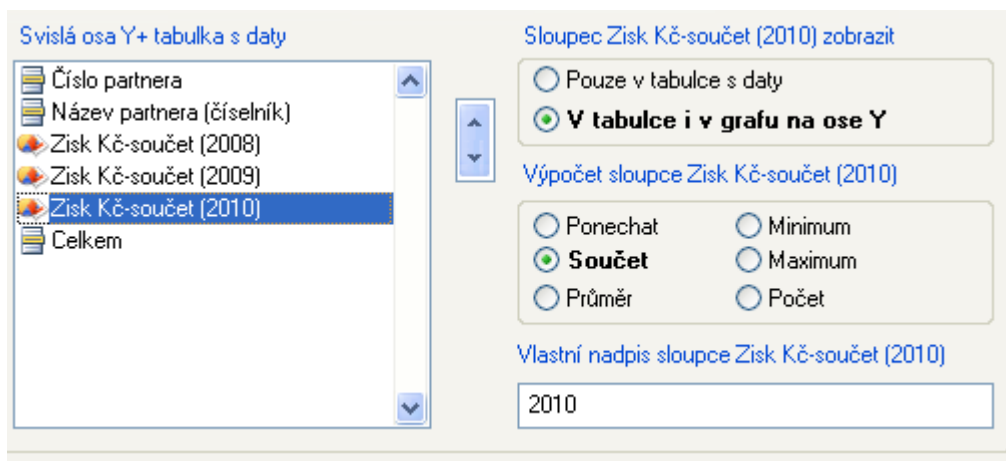 Svislá osa Y+ tabulka s daty
Číslo partnera
Název partnera (číselník)
Zisk Kč-součet (2008)
Zisk Kč-součet (2009)
Zisk Kč-součet (2010)
Celkem
Sloupec Zisk Kč-součet (2010) zobrazit
Pouze v tabulce s daty
V tabulce i v grafu na ose Y
Výpočet sloupce Zisk Kč-součet (2010)
Ponechat
Minimum
Součet
Maximum
Průměr
Počet
Vlastní nadpis sloupce Zisk Kč-součet (2010)
2010